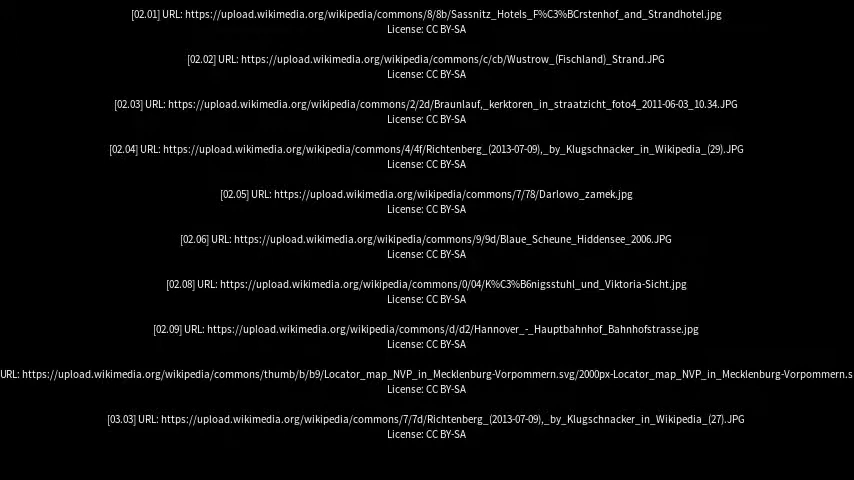 [02.01] URL: https://upload.wikimedia.org/wikipedia/commons/8/8b/Sassnitz_Hotels_F%C3%BCrstenhof_and_Strandhotel.jpg
License: CC BY-SA
[02.02] URL: https://upload.wikimedia.org/wikipedia/commons/c/cb/Wustrow_(Fischland)_Strand.JPG
License: CC BY-SA
[02.03] URL: https://upload.wikimedia.org/wikipedia/commons/2/2d/Braunlauf,_kerktoren_in_straatzicht_foto4_2011-06-03_10.34.JPG
License: CC BY-SA
[02.04] URL: https://upload.wikimedia.org/wikipedia/commons/4/4f/Richtenberg_(2013-07-09),_by_Klugschnacker_in_Wikipedia_(29).JPG
License: CC BY-SA
[02.05] URL: https://upload.wikimedia.org/wikipedia/commons/7/78/Darlowo_zamek.jpg
License: CC BY-SA
[02.06] URL: https://upload.wikimedia.org/wikipedia/commons/9/9d/Blaue_Scheune_Hiddensee_2006.JPG
License: CC BY-SA
[02.08] URL: https://upload.wikimedia.org/wikipedia/commons/0/04/K%C3%B6nigsstuhl_und_Viktoria-Sicht.jpg
License: CC BY-SA
[02.09] URL: https://upload.wikimedia.org/wikipedia/commons/d/d2/Hannover_-_Hauptbahnhof_Bahnhofstrasse.jpg
License: CC BY-SA
URL: https://upload.wikimedia.org/wikipedia/commons/thumb/b/b9/Locator_map_NVP_in_Mecklenburg-Vorpommern.svg/2000px-Locator_map_NVP_in_Mecklenburg-Vorpommern.s
License: CC BY-SA
[03.03] URL: https://upload.wikimedia.org/wikipedia/commons/7/7d/Richtenberg_(2013-07-09),_by_Klugschnacker_in_Wikipedia_(27).JPG
License: CC BY-SA